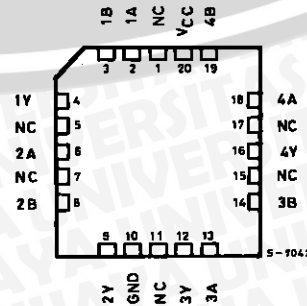 1B 1A NC VCC 4B
3 2 1 20 19
1Y 4
NC 5
2A 6
NC 7
2B 8
18 4A
17 NC
16 4Y
15 NC
14 3B
9 10 11 12 13
2Y GND NC 3Y 3A